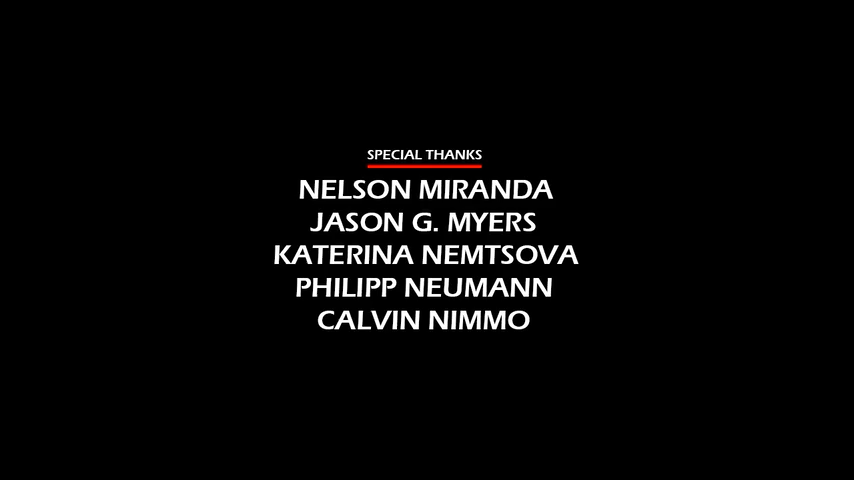 SPECIAL THANKS
NELSON MIRANDA
JASON G. MYERS
KATERINA NEMTSOVA
PHILIPP NEUMANN
CALVIN NIMMO